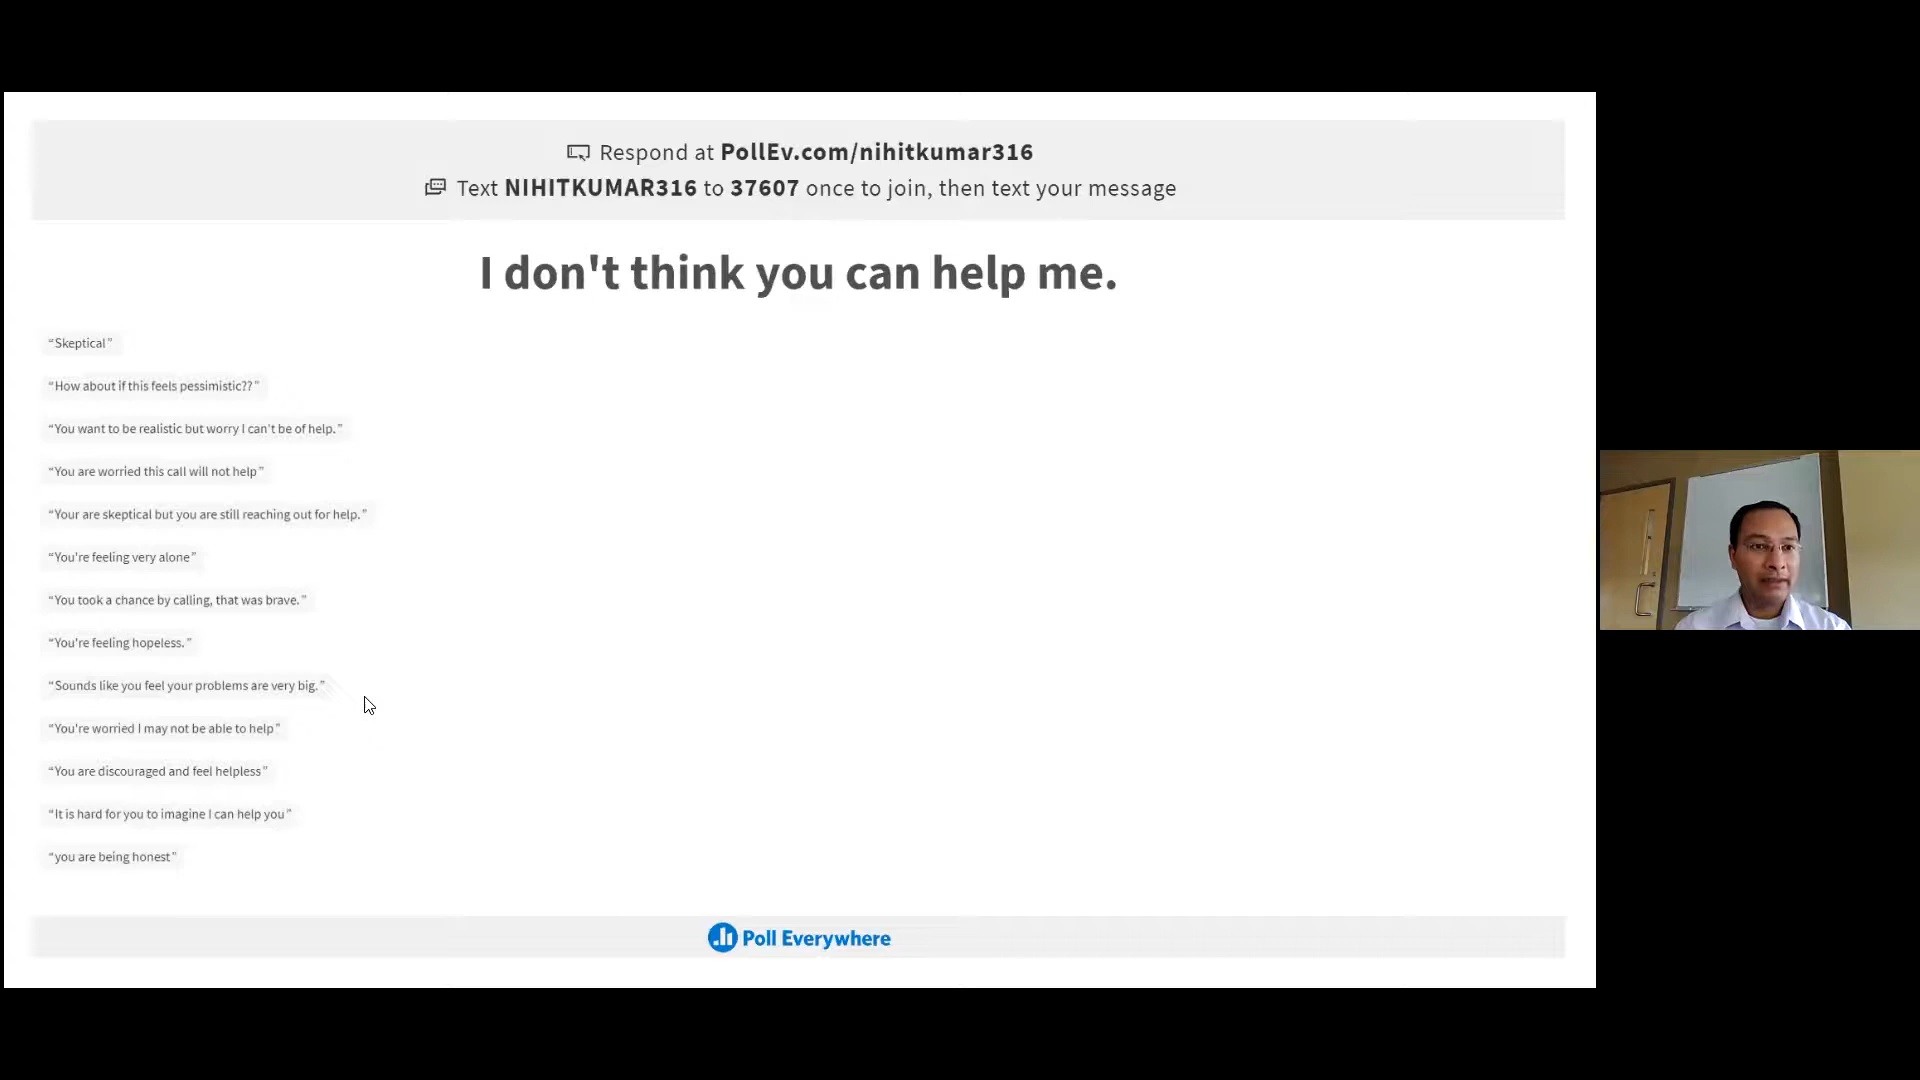 Respond at PollEv.com/nihitkumar316
Text NIHITKUMAR316 to 37607 once to join, then text your message
I don't think you can help me.
“Skeptical”
“How about if this feels pessimistic??”
“You want to be realistic but worry I can't be of help.”
“You are worried this call will not help”
“Your are skeptical but you are still reaching out for help.”
“You're feeling very alone”
“You took a chance by calling, that was brave.”
“You're feeling hopeless.”
“Sounds like you feel your problems are very big.”
“You're worried I may not be able to help”
“You are discouraged and feel helpless”
“It is hard for you to imagine I can help you”
“you are being honest”
Poll Everywhere